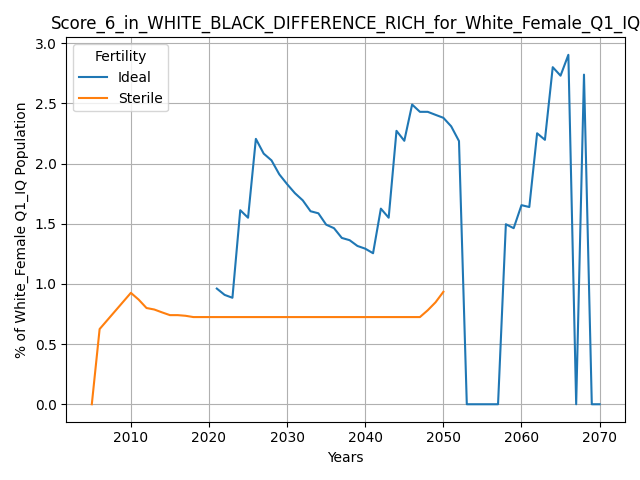 Score_6_in_WHITE_BLACK_DIFFERENCE_RICH_for_White_Female_Q1_IQ
Fertility
Ideal
Sterile
% of White_Female Q1_IQ Population
3.0
2.5
2.0
1.5
1.0
0.5
0.0
2010 2020 2030 2040 2050 2060 2070
Years